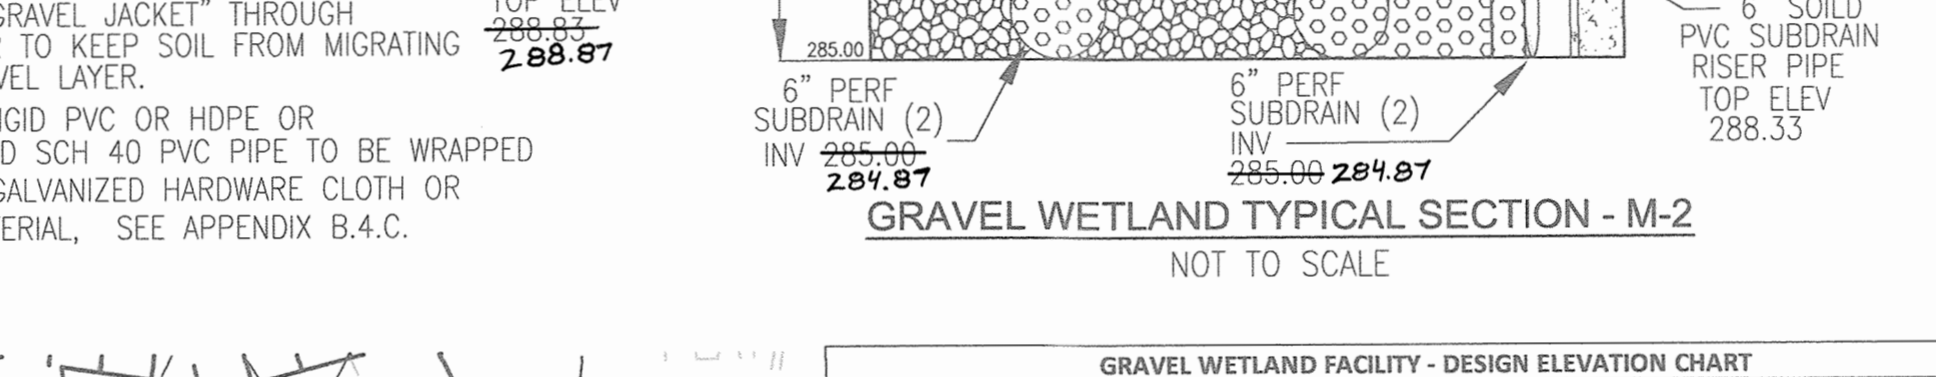 GRAVEL JACKET” THROUGH
TO KEEP SOIL FROM MIGRATING
VEL LAYER.
IGID PVC OR HDPE OR
D SCH 40 PVC PIPE TO BE WRAPPED
GALVANIZED HARDWARE CLOTH OR
ERIAL, SEE APPENDIX B.4.C.
TOP ELEV
288.83
288.87
285.00
6” PERF
SUBDRAIN (2)
INV 285.00
284.87
6” PERF
SUBDRAIN (2)
INV
285.00 284.87
6” SOILD
PVC SUBDRAIN
RISER PIPE
TOP ELEV
288.33
GRAVEL WETLAND TYPICAL SECTION - M-2
NOT TO SCALE
GRAVEL WETLAND FACILITY - DESIGN ELEVATION CHART